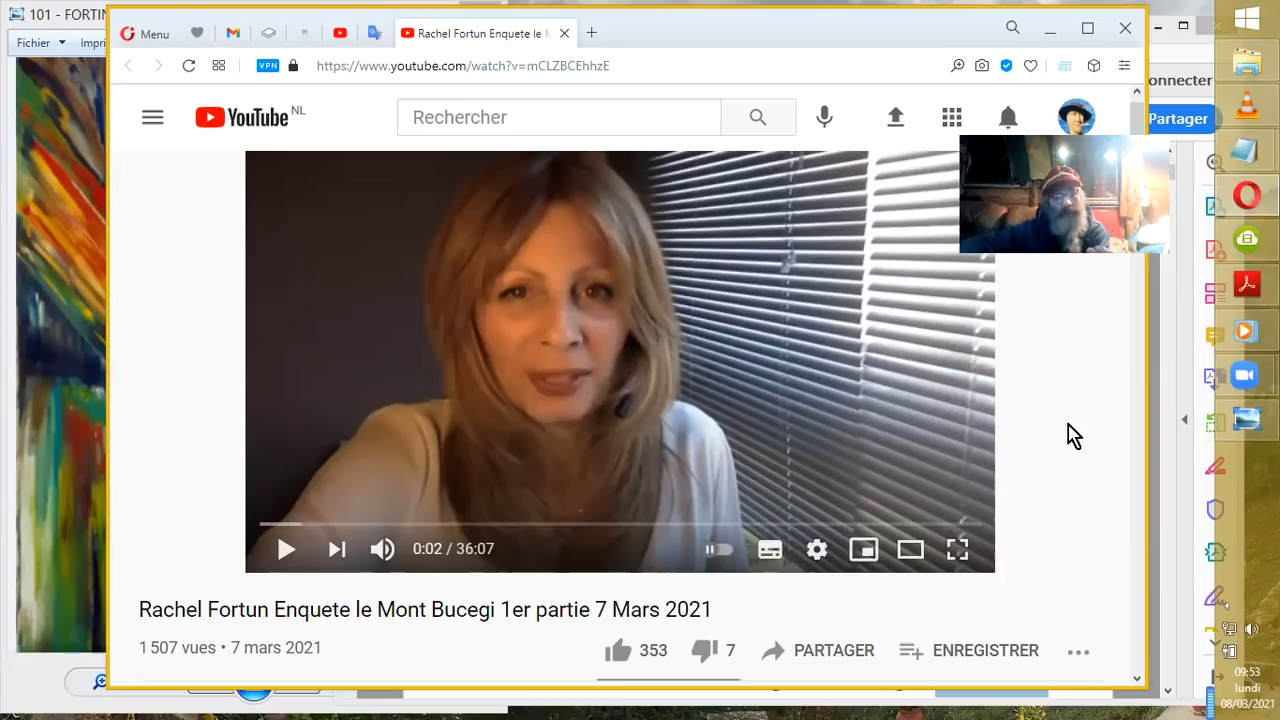 101 - FORTIN
Fichier
Impri
Menu
Rachel Fortun Enquete le M
https://www.youtube.com/watch?v=mCLZBCEhhzE
VPN
YouTube NL
Rechercher
onnecter
Partager
0:02 / 36:07
Rachel Fortun Enquete le Mont Bucegi 1er partie 7 Mars 2021
1 507 vues • 7 mars 2021
353
7
PARTAGER
ENREGISTRER
09:53
lundi
08/03/2021